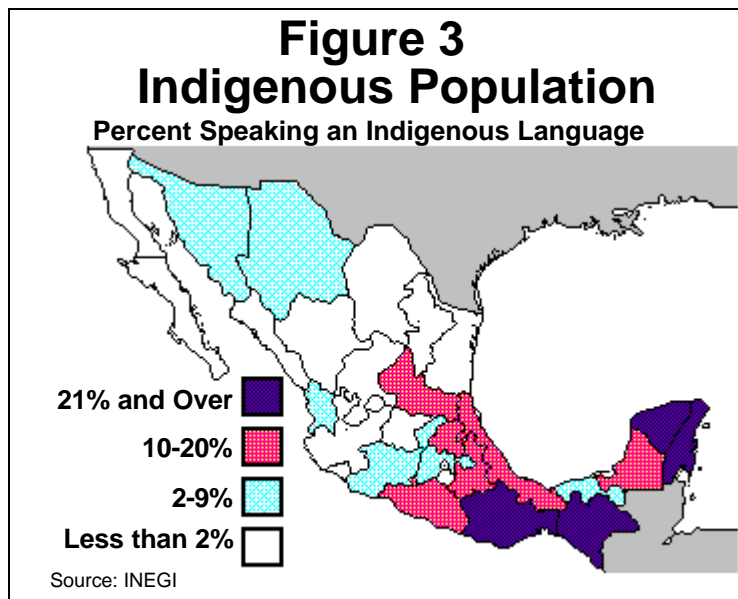 Figure 3
Indigenous Population
Percent Speaking an Indigenous Language
21% and Over
10-20%
2-9%
Less than 2%
Source: INEGI